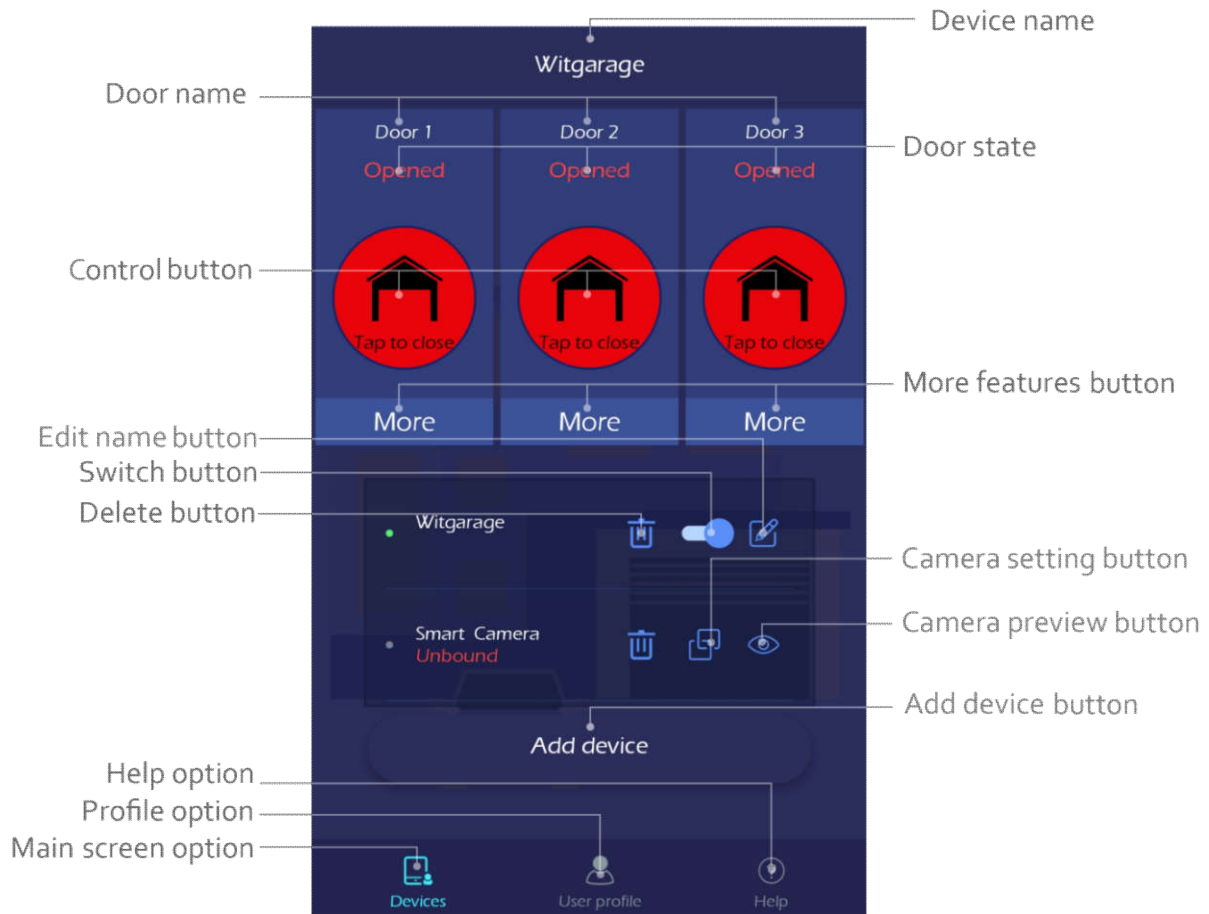 Device name
Witgarage
Door name
Door 1 Door 2 Door 3
Door state
Opened Opened Opened
Control button
Tap to close Tap to close Tap to close
More features button
More More More
Edit name button
Switch button
Delete button
Witgarage
Camera setting button
Smart Camera
Unbound
Camera preview button
Add device button
Add device
Help option
Profile option
Main screen option
Devices User profile Help